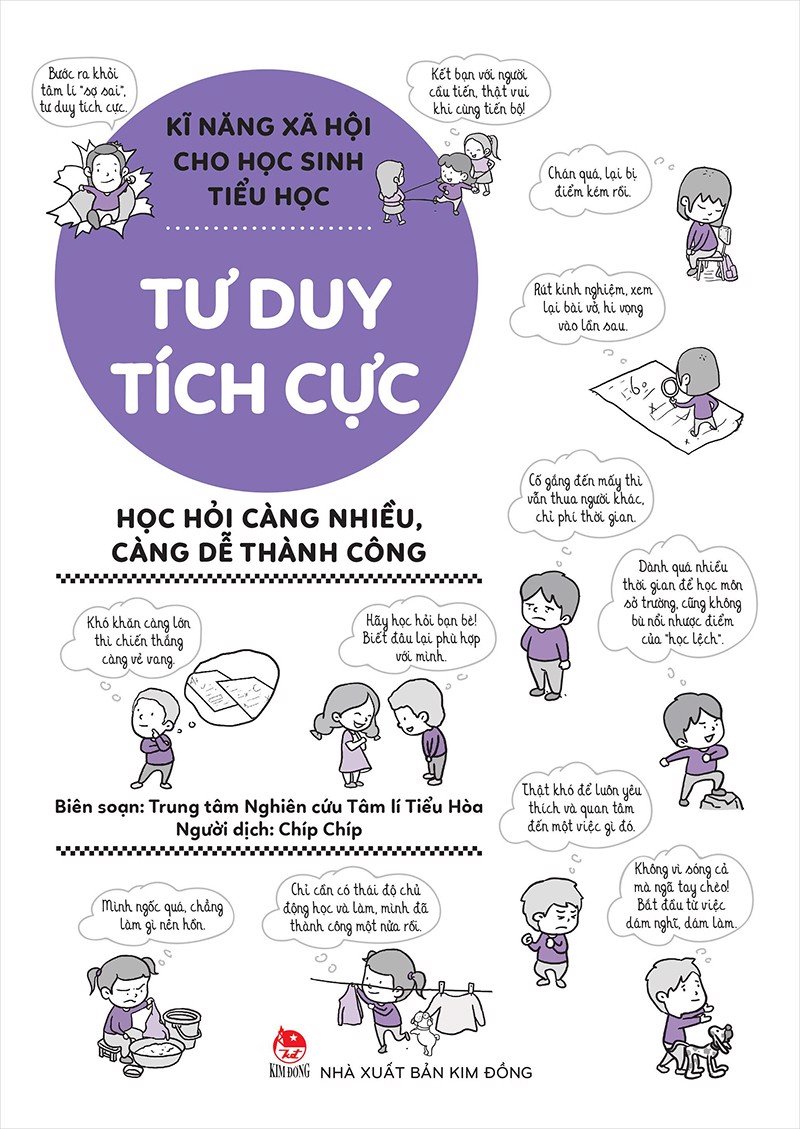 Bước ra khỏi
tâm lí "sợ sai",
tư duy tích cực.
Kết bạn với người
cầu tiến, thật vui
khi cùng tiến bộ!
KĨ NĂNG XÃ HỘI
CHO HỌC SINH
TIỂU HỌC
TƯ DUY
TÍCH CỰC
Chán quá, lại bị
điểm kém rồi.
Rút kinh nghiệm, xem
lại bài vở, hi vọng
vào lần sau.
HỌC HỎI CÀNG NHIỀU,
CÀNG DỄ THÀNH CÔNG
Cố gắng đến mấy thì
vẫn thua người khác,
chỉ phí thời gian.
Dành quá nhiều
thời gian để học môn
sở trường, cũng không
bù nổi nhược điểm
của "học lệch".
Khó khăn càng lớn
thì chiến thắng
càng vẻ vang.
Hãy học hỏi bạn bè!
Biết đâu lại phù hợp
với mình.
Biên soạn: Trung tâm Nghiên cứu Tâm lí Tiểu Hòa
Người dịch: Chíp Chíp
Thật khó để luôn yêu
thích và quan tâm
đến một việc gì đó.
Không vì sóng cả
mà ngã tay chèo!
Bắt đầu từ việc
dám nghĩ, dám làm.
Mình ngốc quá, chẳng
làm gì nên hồn.
Chỉ cần có thái độ chủ
động học và làm, mình đã
thành công một nửa rồi.
KIM ĐỒNG
NHÀ XUẤT BẢN KIM ĐỒNG